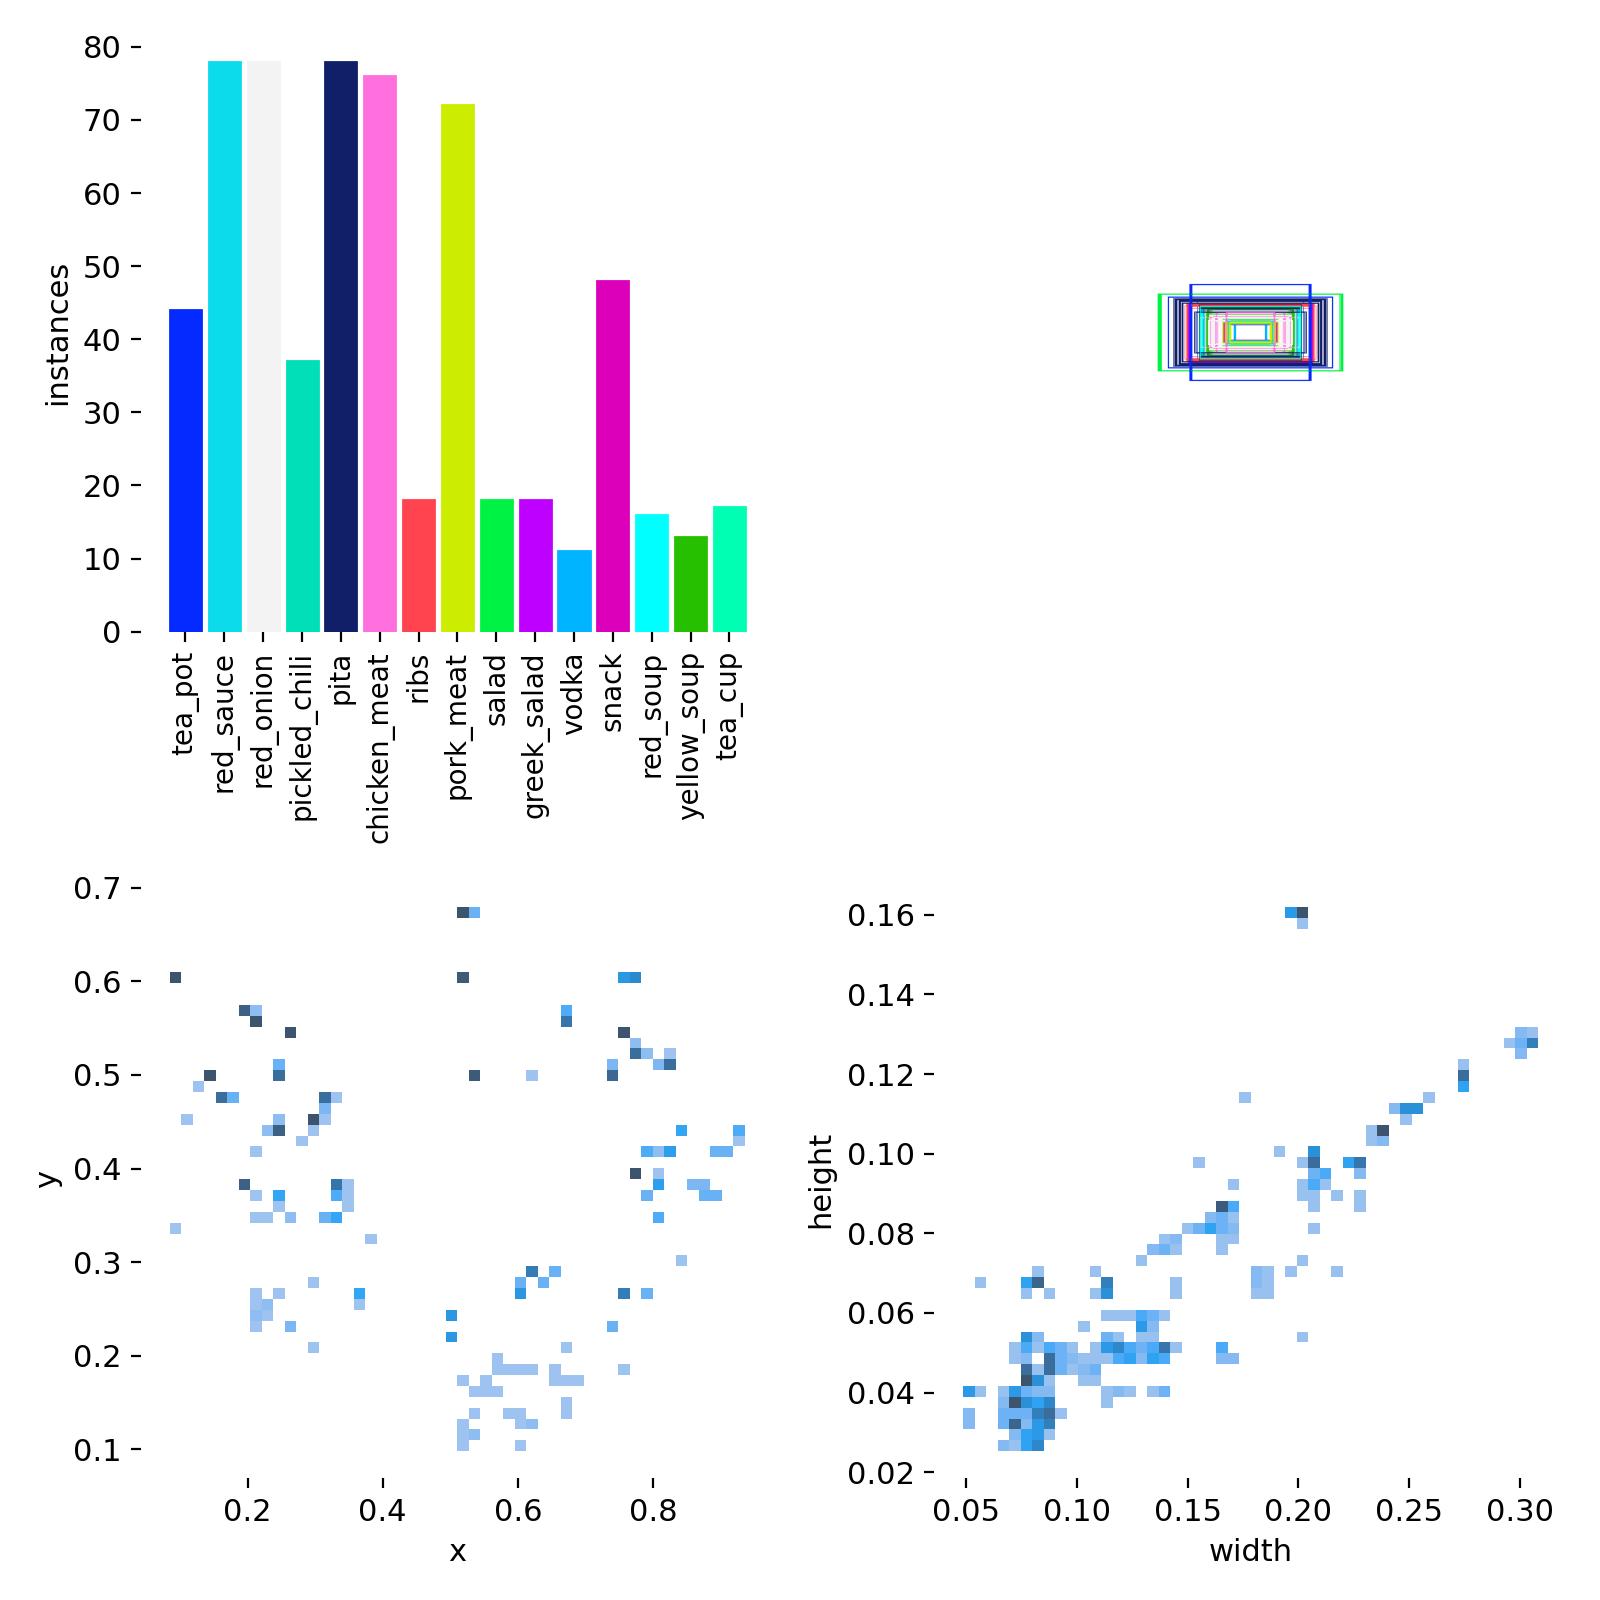 80
70
60
50
40
30
20
10
0
instances
tea_pot
red_sauce
red_onion
pickled_chili
pita
chicken_meat
ribs
pork_meat
salad
greek_salad
vodka
snack
red_soup
yellow_soup
tea_cup
0.7
0.6
0.5
0.4
0.3
0.2
0.1
y
0.2 0.4 0.6 0.8
x
0.16
0.14
0.12
0.10
0.08
0.06
0.04
0.02
height
0.05 0.10 0.15 0.20 0.25 0.30
width